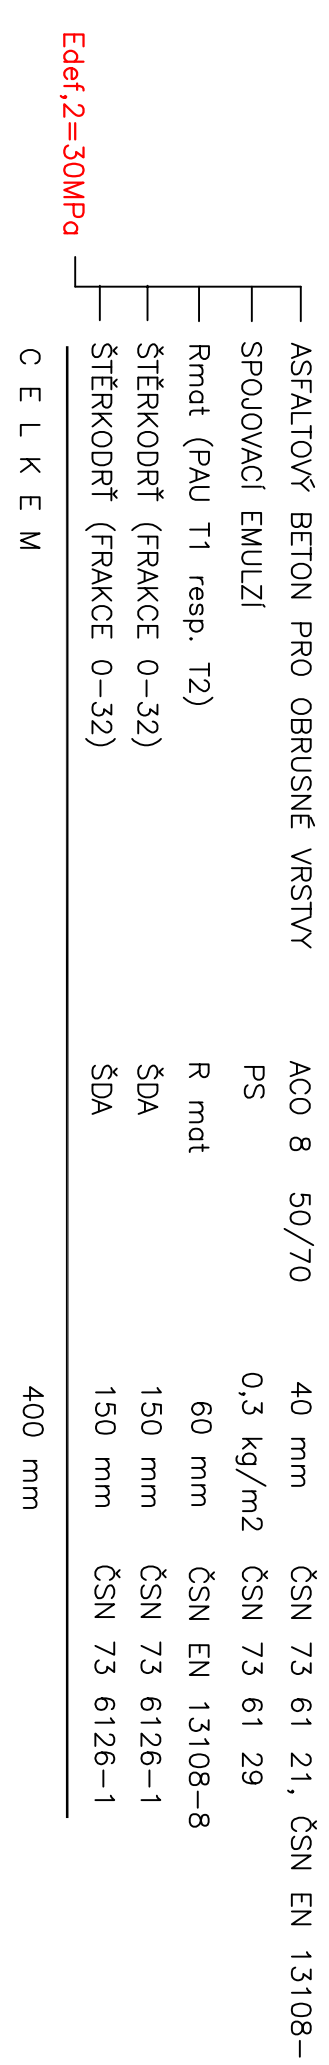 ASFALTOVÝ BETON PRO OBRUSNÉ VRSTVY ACO 8 50/70 40 mm ČSN 73 61 21, ČSN EN 13108-
SPOJOVACÍ EMULZÍ PS 0,3 kg/m2 ČSN 73 61 29
Rmat (PAU T1 resp. T2) R mat 60 mm ČSN EN 13108-8
ŠTĚRKODRŤ (FRAKCE 0-32) ŠDA 150 mm ČSN 73 6126-1
ŠTĚRKODRŤ (FRAKCE 0-32) ŠDA 150 mm ČSN 73 6126-1
Edef,2=30MPa
C E L K E M 400 mm